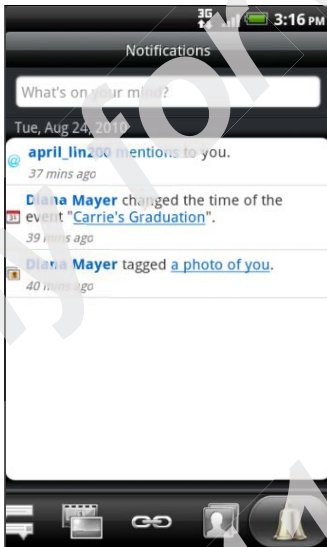 3G 3:16 PM
Notifications
What's on your mind?
Tue, Aug 24, 2010
@ april_lin200 mentions to you.
37 mins ago
Diana Mayer changed the time of the
31 event "Carrie's Graduation".
39 mins ago
Diana Mayer tagged a photo of you.
40 mins ago